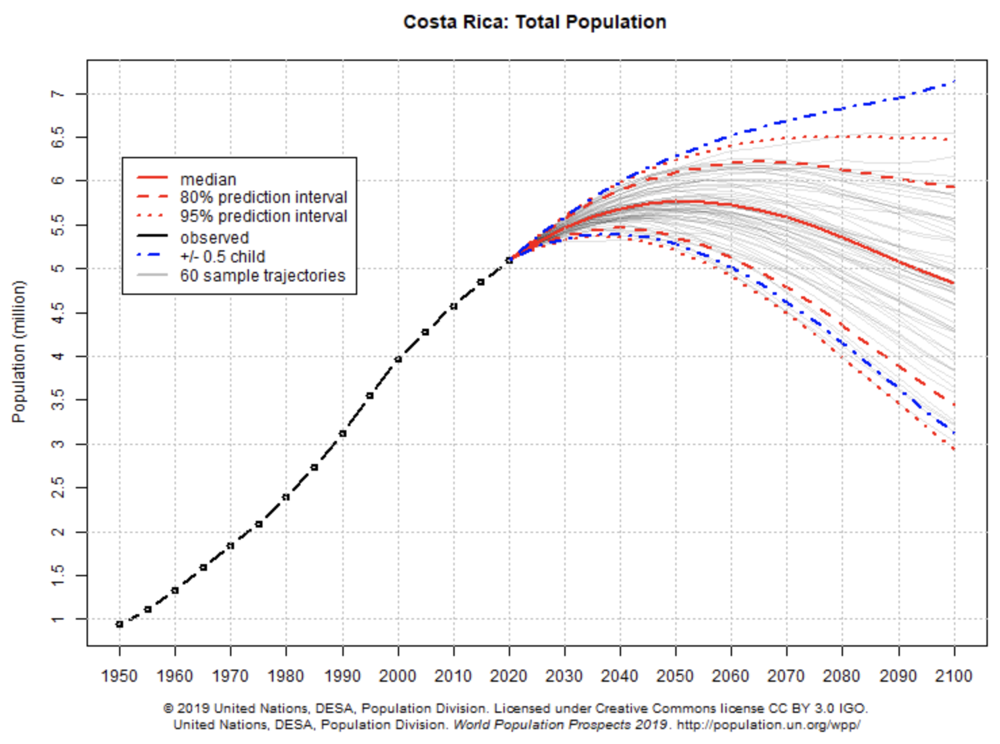 Costa Rica: Total Population
Population (million)
7
6.5
6
5.5
5
4.5
4
3.5
3
2.5
2
1.5
1
median
80% prediction interval
95% prediction interval
observed
+/- 0.5 child
60 sample trajectories
1950 1960 1970 1980 1990 2000 2010 2020 2030 2040 2050 2060 2070 2080 2090 2100
© 2019 United Nations, DESA, Population Division. Licensed under Creative Commons license CC BY 3.0 IGO.
United Nations, DESA, Population Division. World Population Prospects 2019. http://population.un.org/wpp/